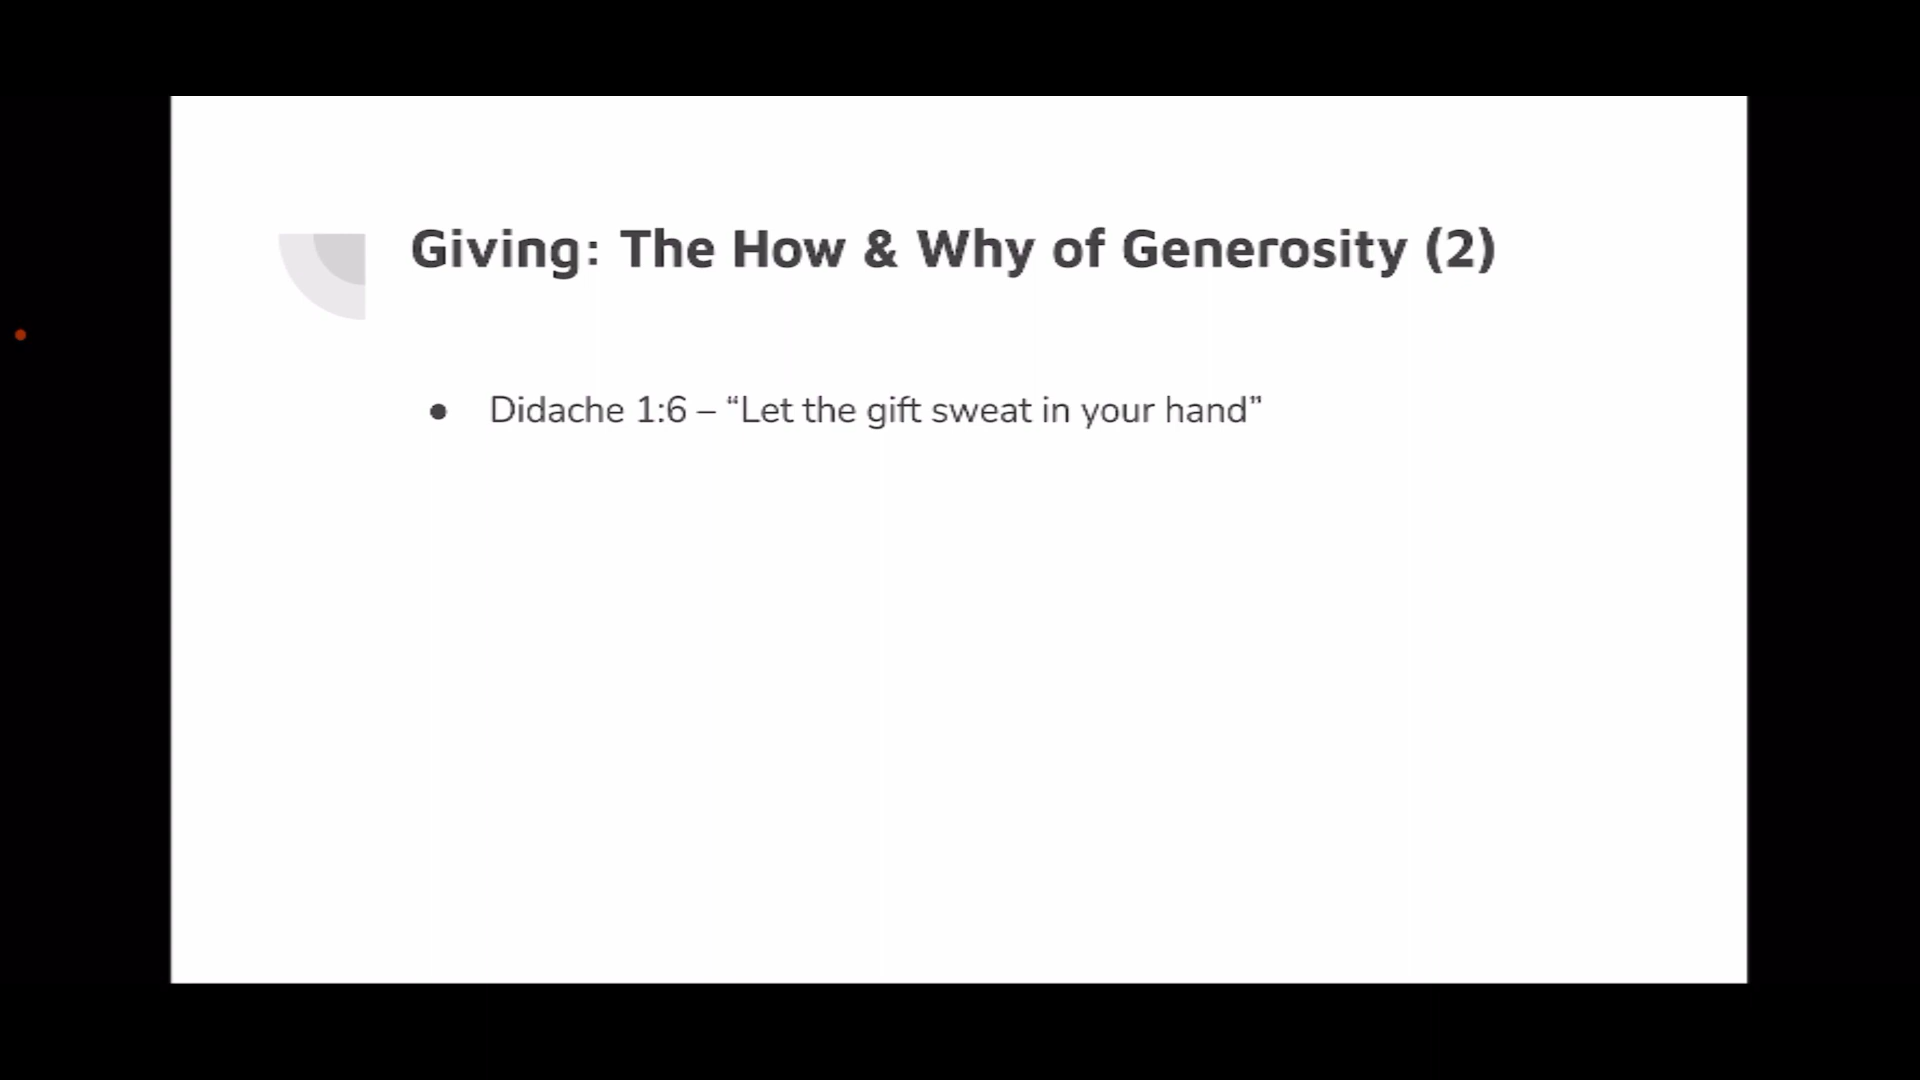 Giving: The How & Why of Generosity (2)
● Didache 1:6 – “Let the gift sweat in your hand”